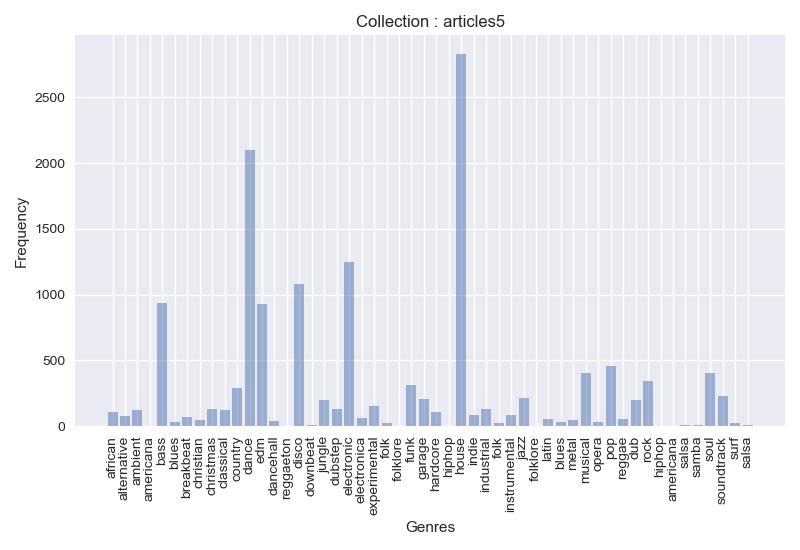 Collection : articles5
Frequency
2500
2000
1500
1000
500
0
african
alternative
ambient
americana
bass
blues
breakbeat
christian
christmas
classical
country
dance
edm
dancehall
reggaeton
disco
downbeat
jungle
dubstep
electronic
electronica
experimental
folk
folklore
funk
garage
hardcore
hiphop
house
indie
industrial
folk
instrumental
jazz
folklore
latin
blues
metal
musical
opera
pop
reggae
dub
rock
hiphop
americana
salsa
samba
soul
soundtrack
surf
salsa
Genres